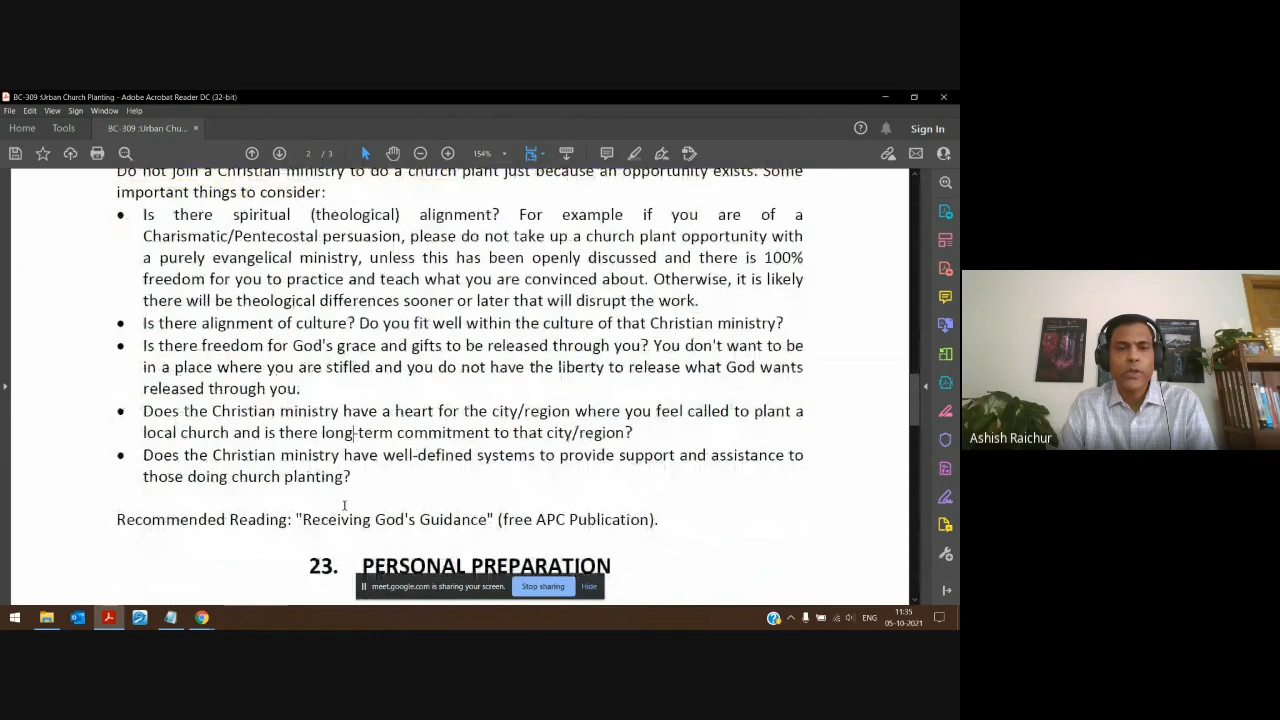 BC-309 :Urban Church Planting - Adobe Acrobat Reader DC (32-bit)
File Edit View Sign Window Help
Home Tools BC-309 :Urban Chu... × Sign In
2 / 3 154%
Do not join a Christian ministry to do a church plant just because an opportunity exists. Some
important things to consider:
• Is there spiritual (theological) alignment? For example if you are of a
Charismatic/Pentecostal persuasion, please do not take up a church plant opportunity with
a purely evangelical ministry, unless this has been openly discussed and there is 100%
freedom for you to practice and teach what you are convinced about. Otherwise, it is likely
there will be theological differences sooner or later that will disrupt the work.
• Is there alignment of culture? Do you fit well within the culture of that Christian ministry?
• Is there freedom for God's grace and gifts to be released through you? You don't want to be
in a place where you are stifled and you do not have the liberty to release what God wants
released through you.
• Does the Christian ministry have a heart for the city/region where you feel called to plant a
local church and is there long-term commitment to that city/region?
• Does the Christian ministry have well-defined systems to provide support and assistance to
those doing church planting?
Recommended Reading: "Receiving God's Guidance" (free APC Publication).
23. PERSONAL PREPARATION
meet.google.com is sharing your screen. Stop sharing Hide
ENG
11:35
05-10-2021
Ashish Raichur